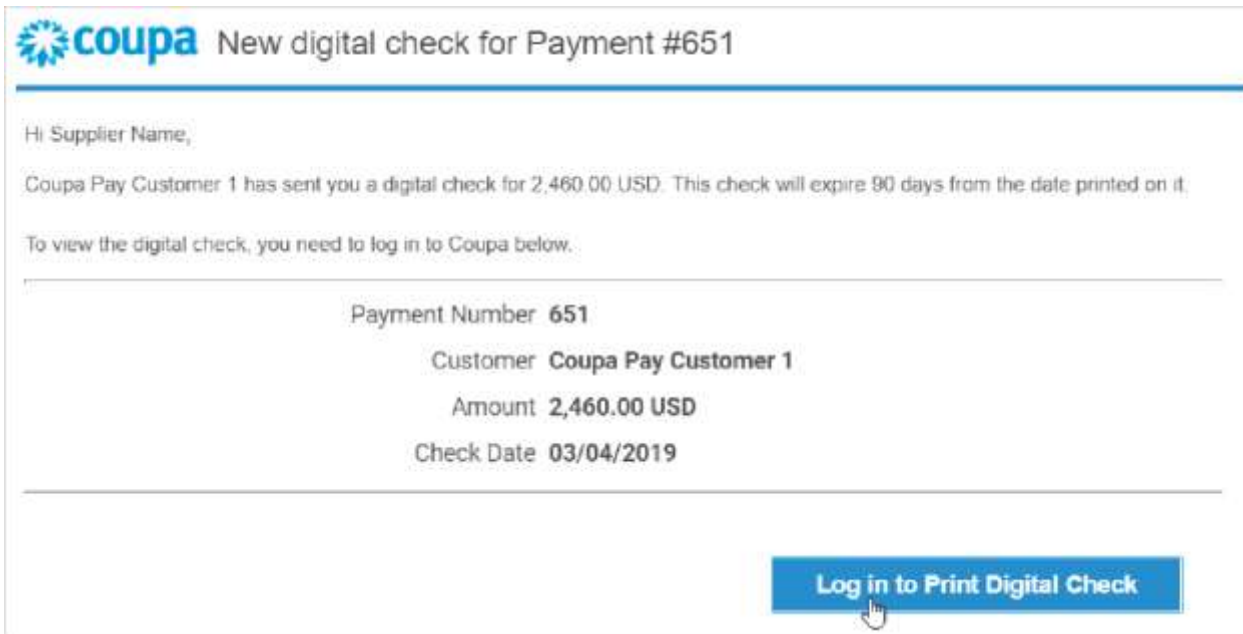 coupa New digital check for Payment #651
Hi Supplier Name,
Coupa Pay Customer 1 has sent you a digital check for 2,460.00 USD. This check will expire 90 days from the date printed on it.
To view the digital check, you need to log in to Coupa below.
Payment Number 651
Customer Coupa Pay Customer 1
Amount 2,460.00 USD
Check Date 03/04/2019
Log in to Print Digital Check